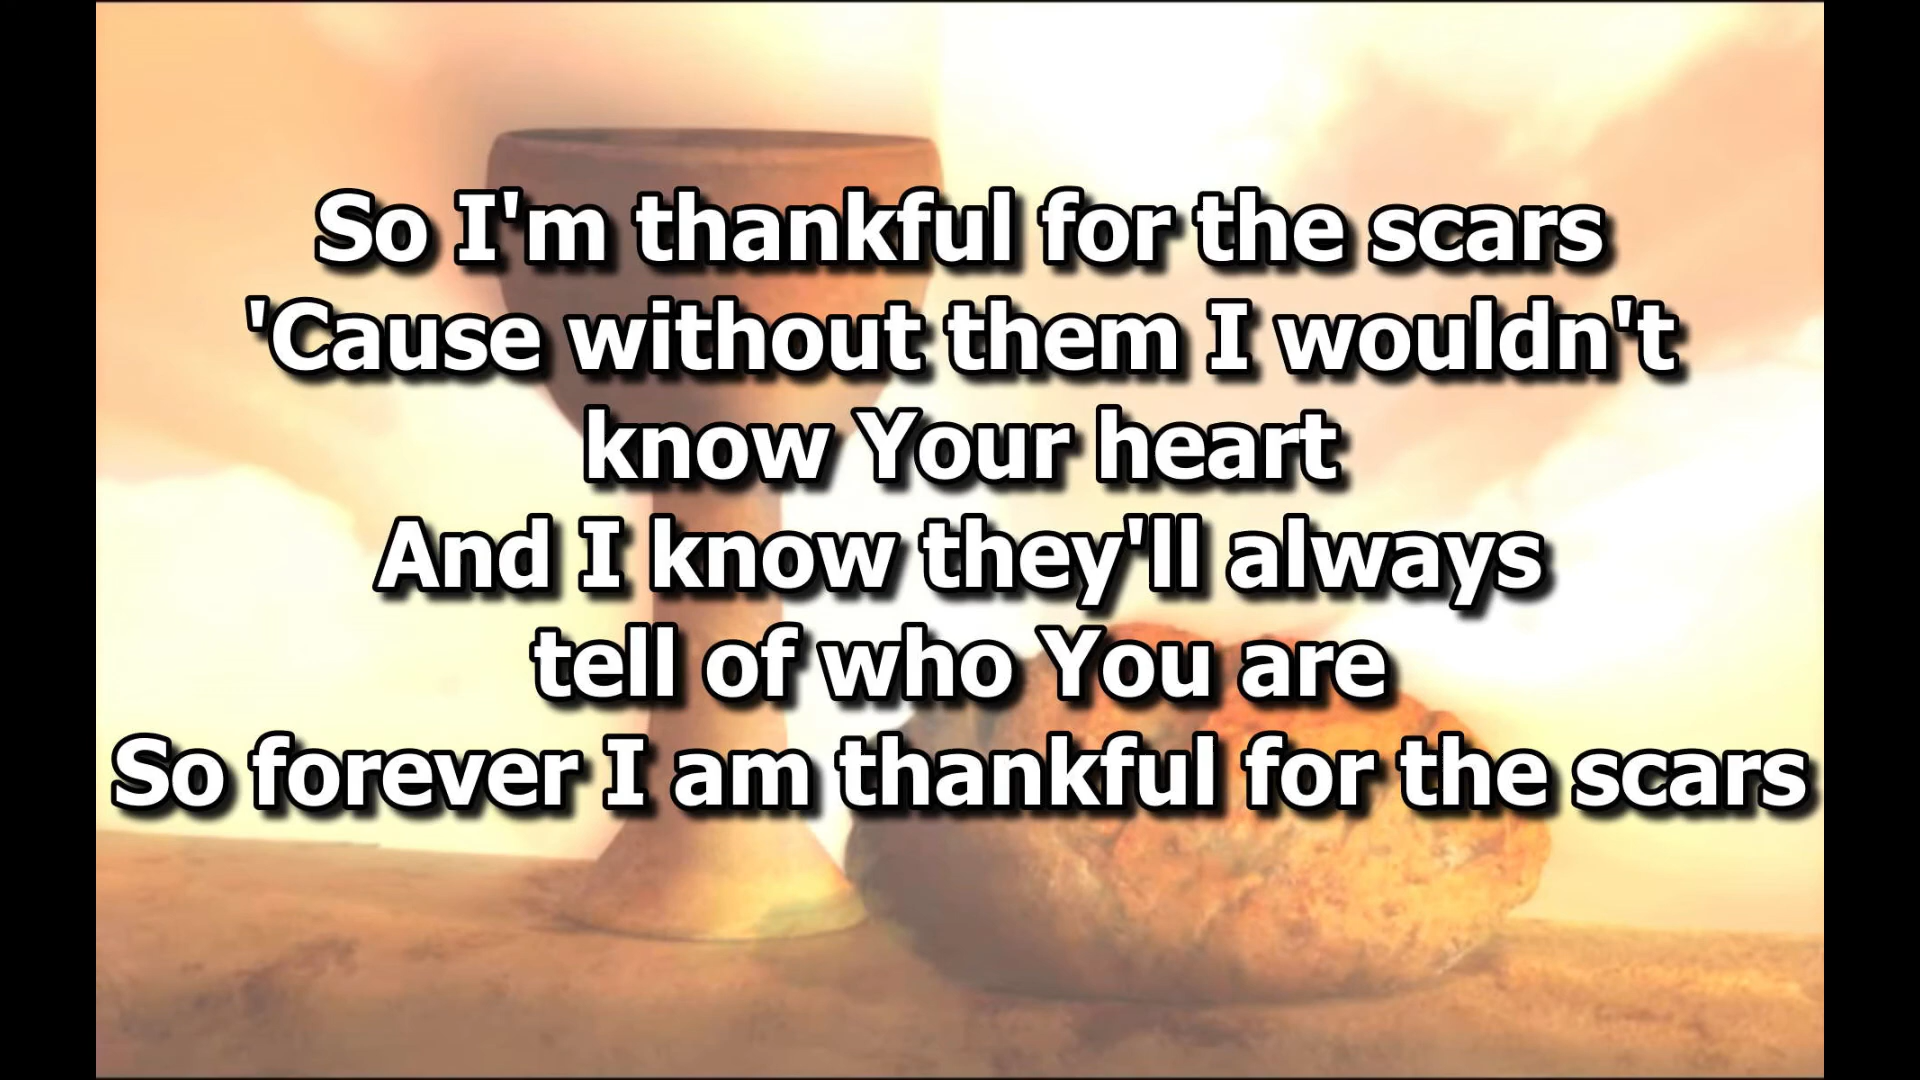 So I'm thankful for the scars
'Cause without them I wouldn't
know Your heart
And I know they'll always
tell of who You are
So forever I am thankful for the scars